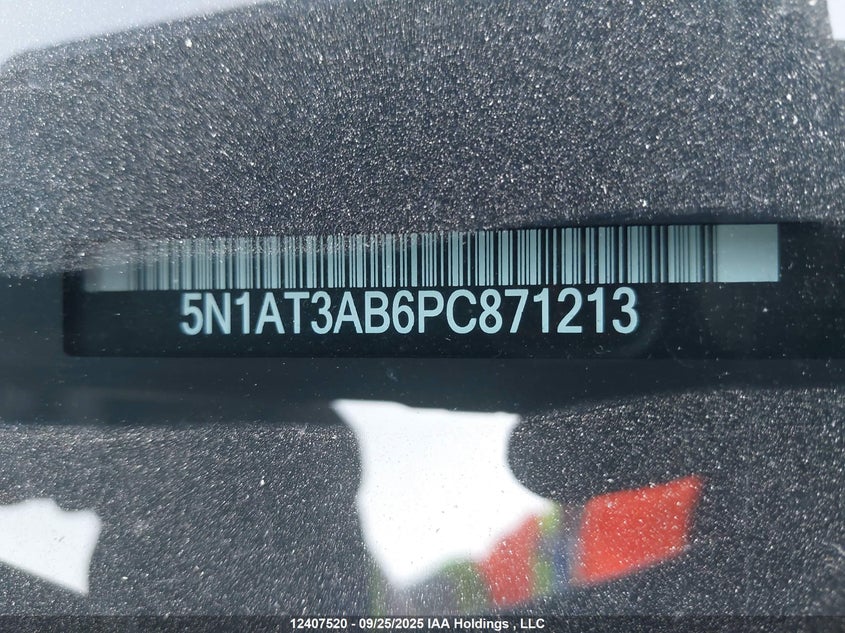 5N1AT3AB6PC871213
12407520 - 09/25/2025 IAA Holdings , LLC